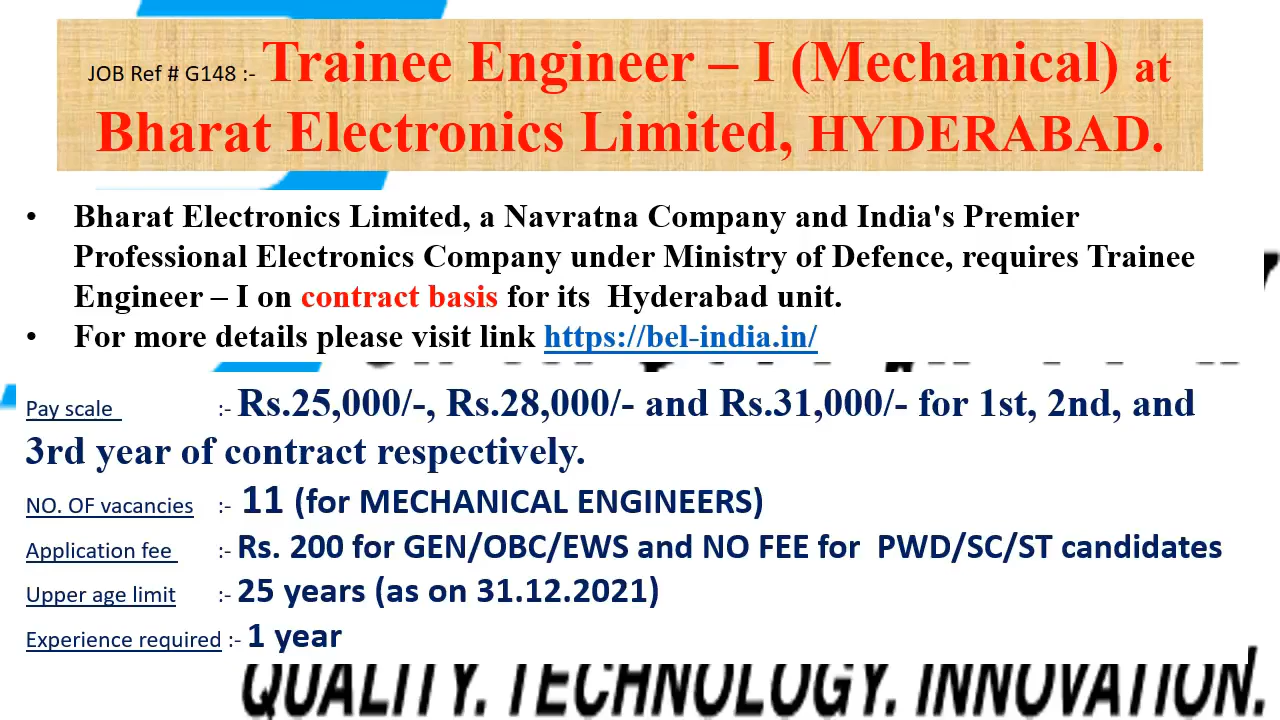 JOB Ref # G148 :- Trainee Engineer – I (Mechanical) at
Bharat Electronics Limited, HYDERABAD.
• Bharat Electronics Limited, a Navratna Company and India's Premier
Professional Electronics Company under Ministry of Defence, requires Trainee
Engineer – I on contract basis for its Hyderabad unit.
• For more details please visit link https://bel-india.in/
Pay scale :- Rs.25,000/-, Rs.28,000/- and Rs.31,000/- for 1st, 2nd, and
3rd year of contract respectively.
NO. OF vacancies :- 11 (for MECHANICAL ENGINEERS)
Application fee :- Rs. 200 for GEN/OBC/EWS and NO FEE for PWD/SC/ST candidates
Upper age limit :- 25 years (as on 31.12.2021)
Experience required :- 1 year
QUALITY. TECHNOLOGY. INNOVATION.